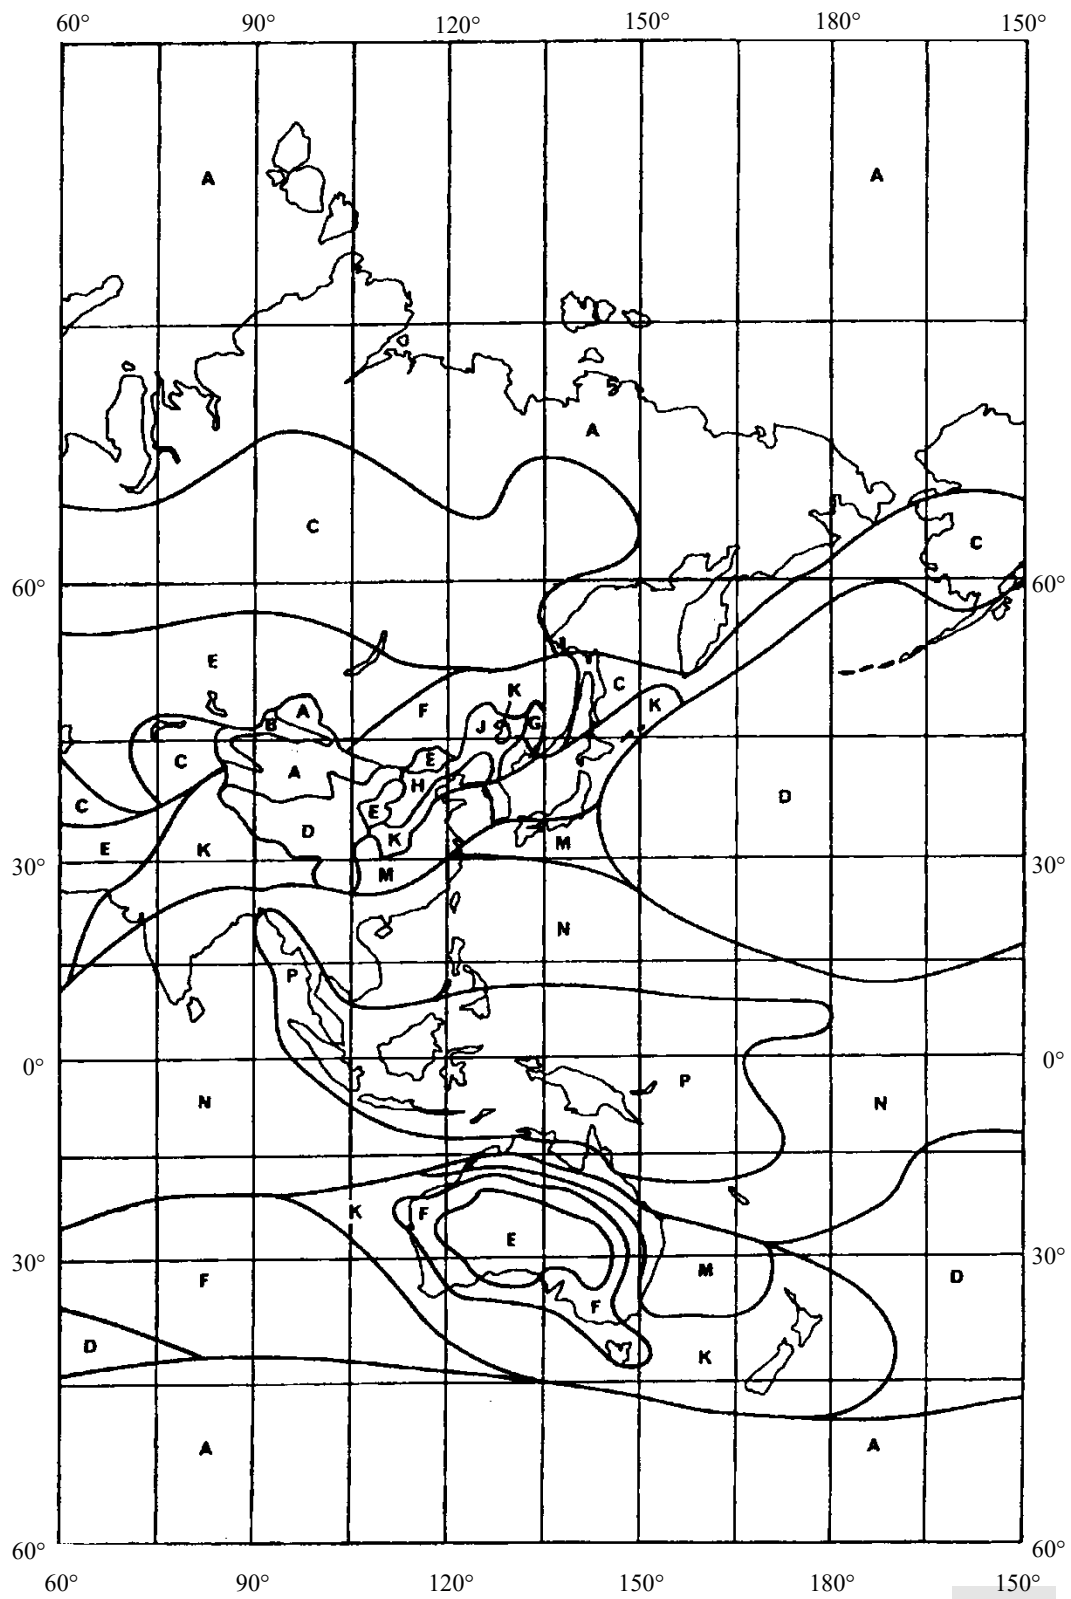 60° 90° 120° 150° 180° 150°
A A
A
C
C
60° 60°
E
K C
A F K
B J G
C E
A H
C D
E
D K
E K M
30° M 30°
N
P
0° 0°
P
N N
K F
E
30° 30°
F M D
F
D K
A A
60° 60°
60° 90° 120° 150° 180° 150°